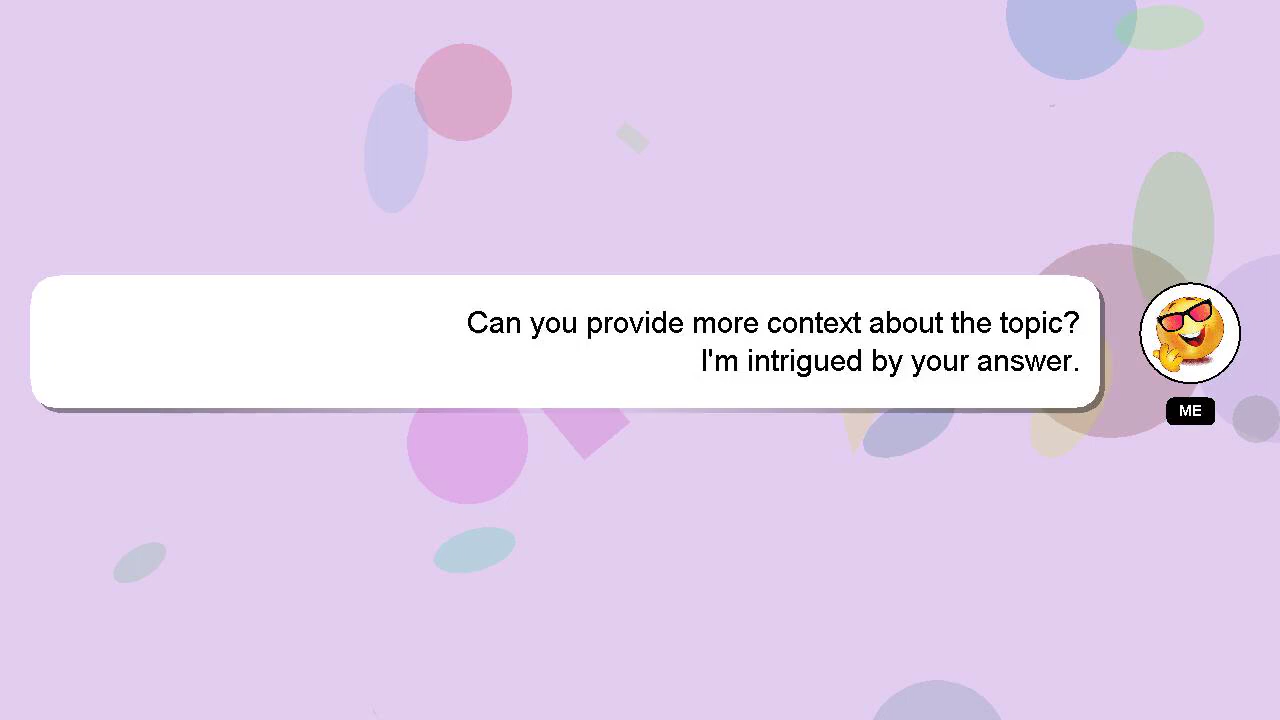 Can you provide more context about the topic?
I'm intrigued by your answer.
ME